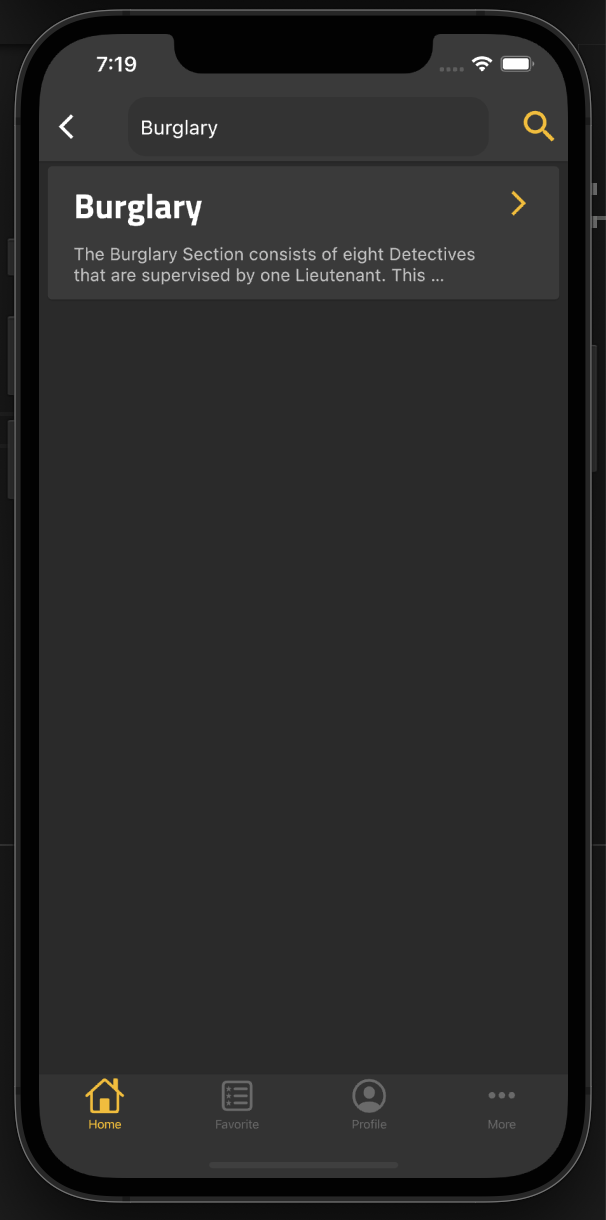 7:19
Burglary
Burglary
The Burglary Section consists of eight Detectives
that are supervised by one Lieutenant. This ...
Home
Favorite
Profile
More